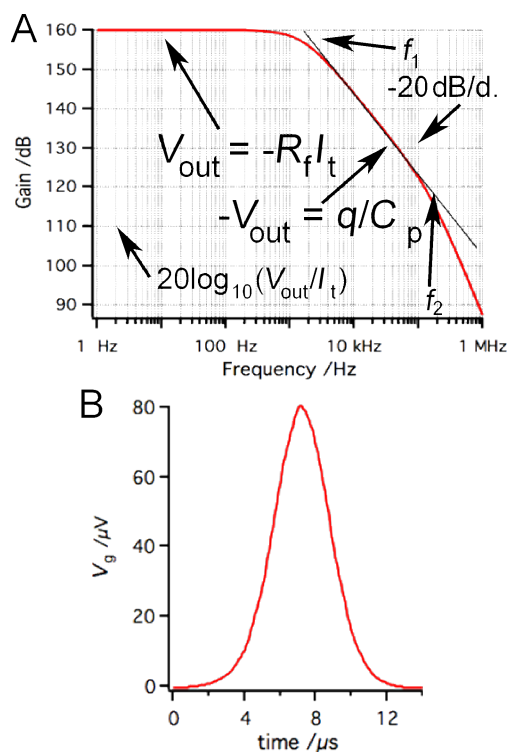 A
160
150
140
130
120
110
100
90
Gain /dB
f1
-20 dB/d.
Vout = -RfIt
-Vout = q/Cp
20log10(Vout/It)
f2
1 Hz 100 Hz 10 kHz 1 MHz
Frequency /Hz
B
80
60
40
20
0
Vg /µV
0 4 8 12
time /µs